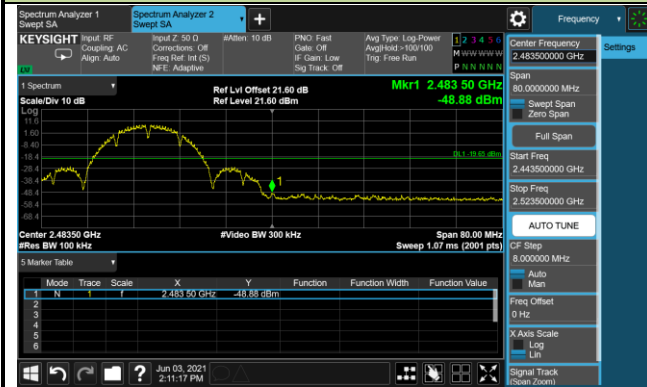 Spectrum Analyzer 1
Swept SA
Spectrum Analyzer 2
Swept SA
+
Frequency
KEYSIGHT
Input: RF
Coupling: AC
Align: Auto
Input Z: 50 Ω
Corrections: Off
Freq Ref: Int (S)
NFE: Adaptive
#Atten: 10 dB
PNO: Fast
Gate: Off
IF Gain: Low
Sig Track: Off
Avg Type: Log-Power
Avg|Hold:>100/100
Trig: Free Run
1 2 3 4 5 6
M W W W W W
P N N N N N
1 Spectrum
Scale/Div 10 dB
Ref Lvl Offset 21.60 dB
Ref Level 21.60 dBm
Mkr1 2.483 50 GHz
-48.88 dBm
Log
11.6
1.60
-8.40
-18.4
-28.4
-38.4
-48.4
-58.4
-68.4
DL1 -19.65 dBm
1
Center 2.48350 GHz
#Res BW 100 kHz
#Video BW 300 kHz
Span 80.00 MHz
Sweep 1.07 ms (2001 pts)
5 Marker Table
Mode Trace Scale X Y Function Function Width Function Value
1 N 1 f 2.483 50 GHz -48.88 dBm
2
3
4
5
6
Jun 03, 2021
2:11:17 PM
Center Frequency
2.483500000 GHz
Settings
Span
80.0000000 MHz
Swept Span
Zero Span
Full Span
Start Freq
2.443500000 GHz
Stop Freq
2.523500000 GHz
AUTO TUNE
CF Step
8.000000 MHz
Auto
Man
Freq Offset
0 Hz
X Axis Scale
Log
Lin
Signal Track
(Span Zoom)